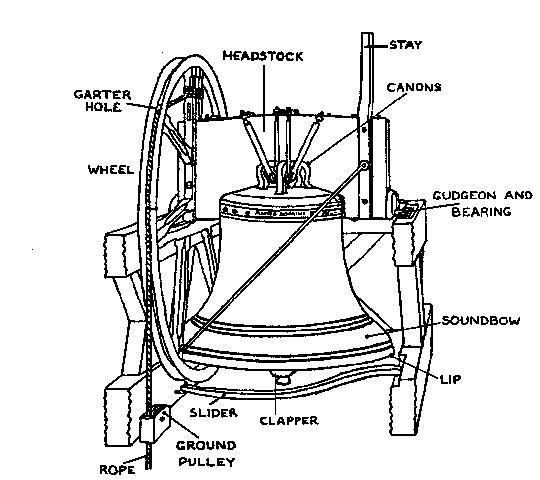 STAY
HEADSTOCK
CANONS
GARTER
HOLE
WHEEL
GUDGEON AND
BEARING
SOUNDBOW
LIP
SLIDER
CLAPPER
GROUND
PULLEY
ROPE